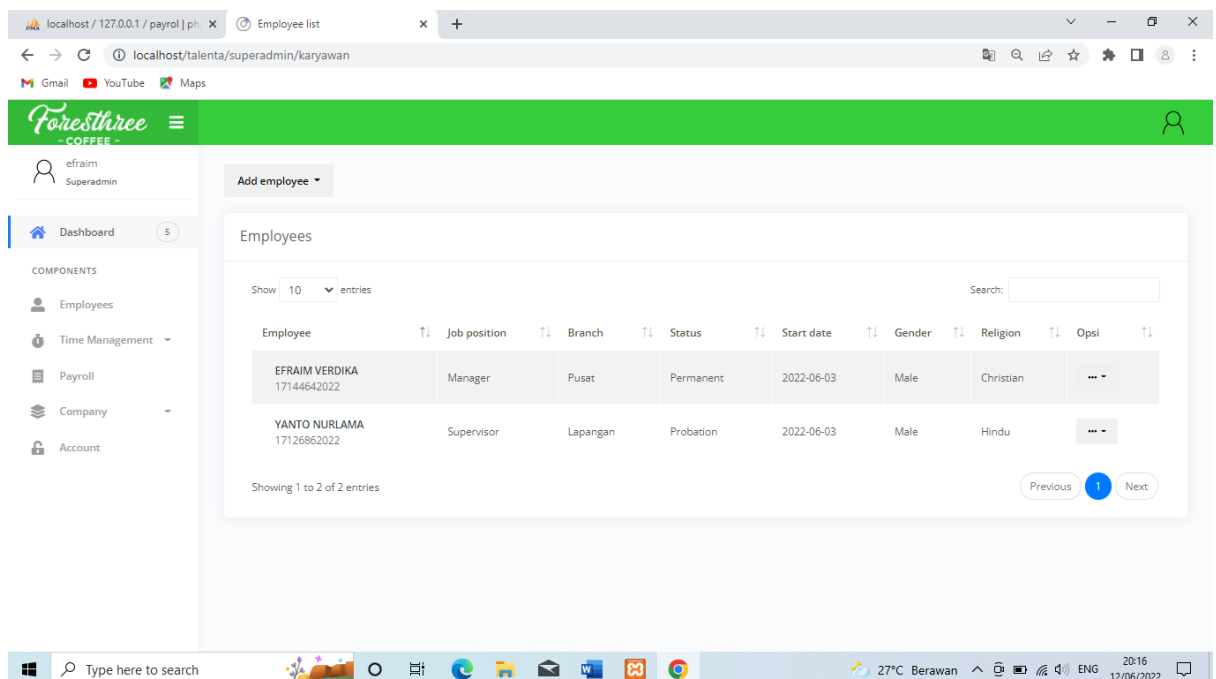 localhost / 127.0.0.1 / payrol | ph
Employee list
localhost/talenta/superadmin/karyawan
Gmail YouTube Maps
Foresthree
- COFFEE -
efraim
Superadmin
Add employee
Dashboard 5
COMPONENTS
Employees
Time Management
Payroll
Company
Account
Employees
Show 10 entries
Search:
Employee Job position Branch Status Start date Gender Religion Opsi
EFRAIM VERDIKA
17144642022
Manager Pusat Permanent 2022-06-03 Male Christian
YANTO NURLAMA
17126862022
Supervisor Lapangan Probation 2022-06-03 Male Hindu
Showing 1 to 2 of 2 entries
Previous 1 Next
Type here to search
27°C Berawan
ENG
20:16
12/06/2022